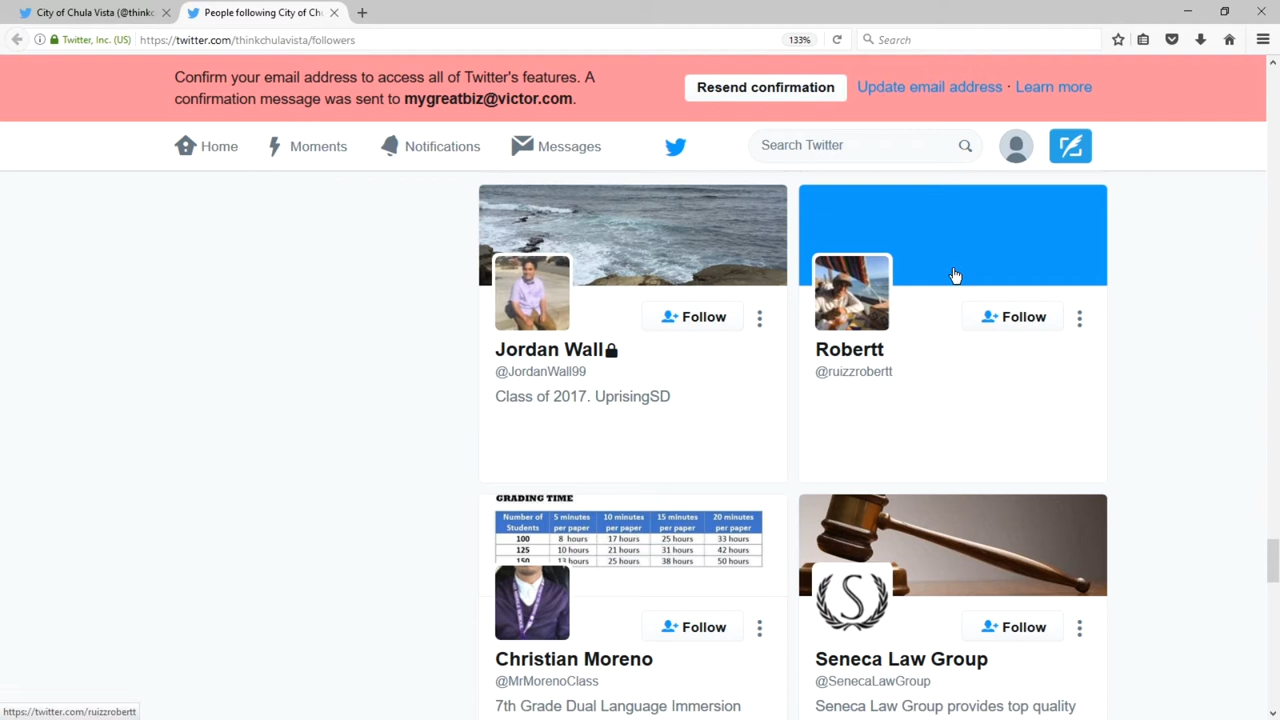 City of Chula Vista (@thinkc
People following City of Ch
Twitter, Inc. (US)
https://twitter.com/thinkchulavista/followers
133%
Search
Confirm your email address to access all of Twitter's features. A
confirmation message was sent to mygreatbiz@victor.com.
Resend confirmation
Update email address · Learn more
Home
Moments
Notifications
Messages
Search Twitter
Follow
Jordan Wall
@JordanWall99
Class of 2017. UprisingSD
Follow
Robertt
@ruizzrobertt
GRADING TIME
Number of Students 5 minutes per paper 10 minutes per paper 15 minutes per paper 20 minutes per paper
100 8 hours 17 hours 25 hours 33 hours
125 10 hours 21 hours 31 hours 42 hours
150 13 hours 25 hours 38 hours 50 hours
Follow
Christian Moreno
@MrMorenoClass
7th Grade Dual Language Immersion
S
Follow
Seneca Law Group
@SenecaLawGroup
Seneca Law Group provides top quality
https://twitter.com/ruizzrobertt